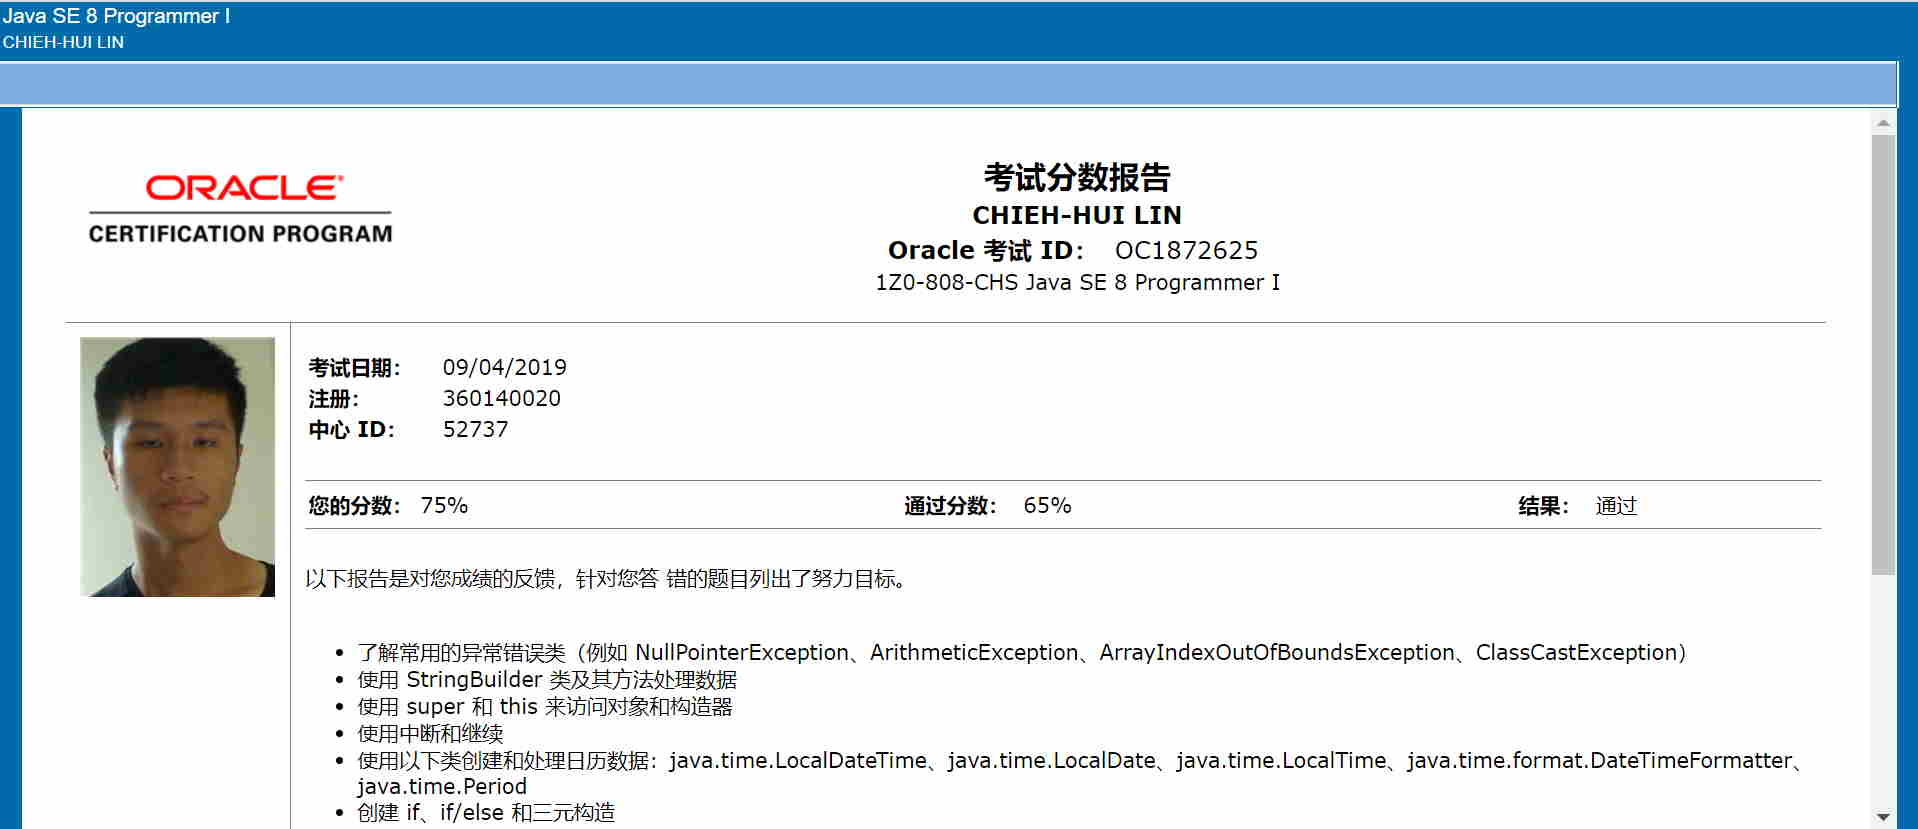 Java SE 8 Programmer I
CHIEH-HUI LIN
ORACLE®
CERTIFICATION PROGRAM
考试分数报告
CHIEH-HUI LIN
Oracle 考试 ID： OC1872625
1Z0-808-CHS Java SE 8 Programmer I
考试日期： 09/04/2019
注册： 360140020
中心 ID： 52737
您的分数： 75% 通过分数： 65% 结果： 通过
以下报告是对您成绩的反馈，针对您答 错的题目列出了努力目标。
• 了解常用的异常错误类（例如 NullPointerException、ArithmeticException、ArrayIndexOutOfBoundsException、ClassCastException）
• 使用 StringBuilder 类及其方法处理数据
• 使用 super 和 this 来访问对象和构造器
• 使用中断和继续
• 使用以下类创建和处理日历数据：java.time.LocalDateTime、java.time.LocalDate、java.time.LocalTime、java.time.format.DateTimeFormatter、
java.time.Period
• 创建 if、if/else 和三元构造